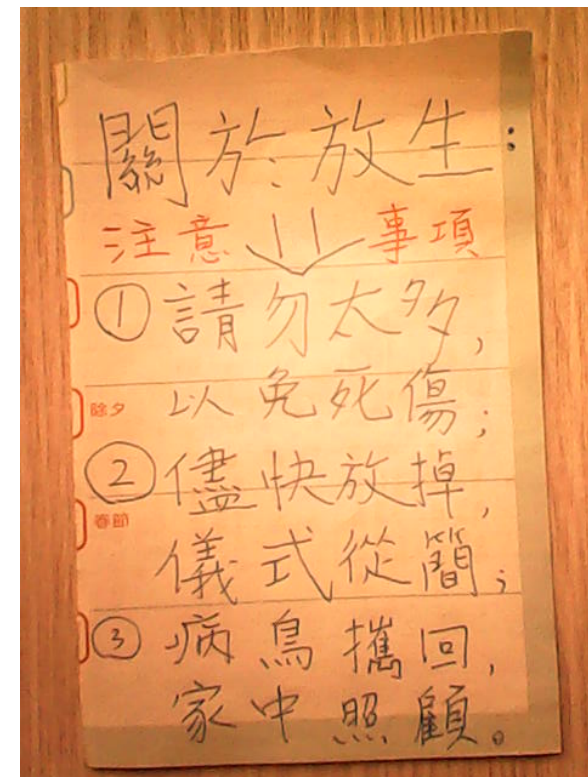 關於放生:
注意 事項
①請勿太多,
除夕
以免死傷;
②儘快放掉,
春節
儀式從簡;
③病鳥攜回,
家中照顧。